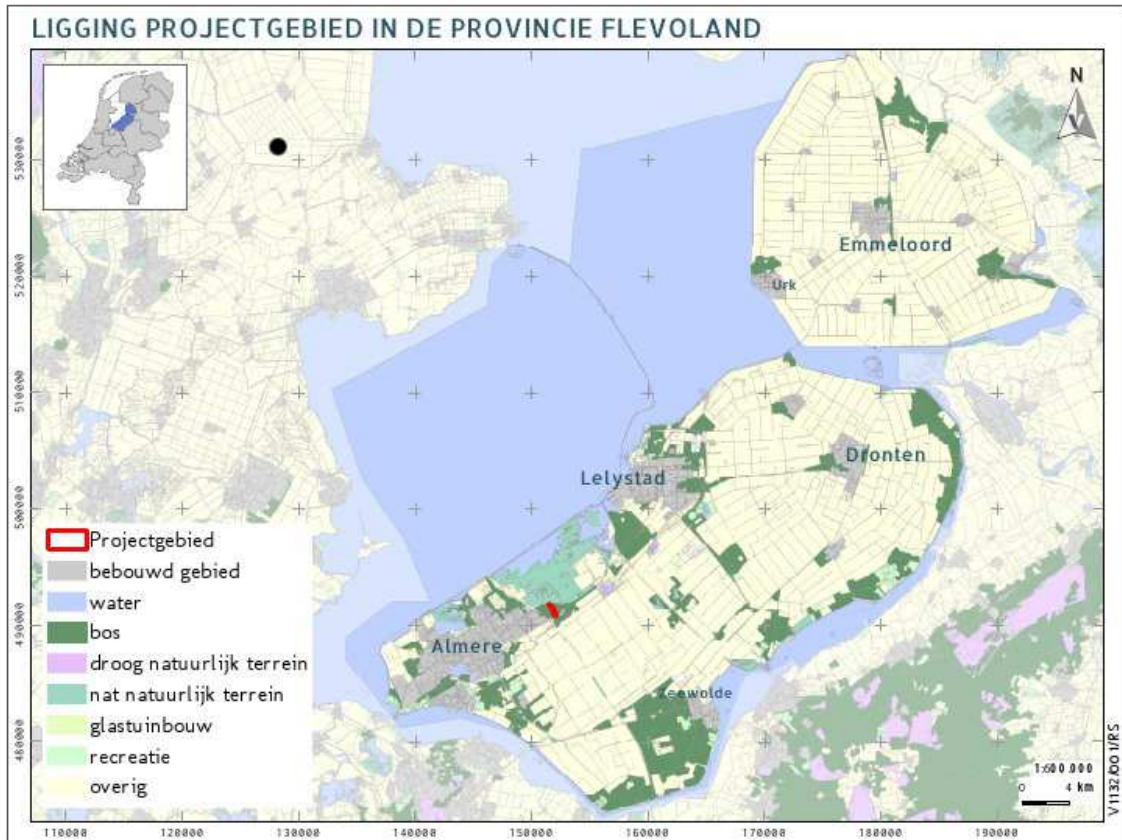 LIGGING PROJECTGEBIED IN DE PROVINCIE FLEVOLAND
N
530000
520000
510000
500000
490000
480000
Emmeloord
Urk
Dronten
Lelystad
Almere
Zeewolde
Projectgebied
bebouwd gebied
water
bos
droog natuurlijk terrein
nat natuurlijk terrein
glastuinbouw
recreatie
overig
1:600.000
0 4 km
V1132/001/RS
110000 120000 130000 140000 150000 160000 170000 180000 190000